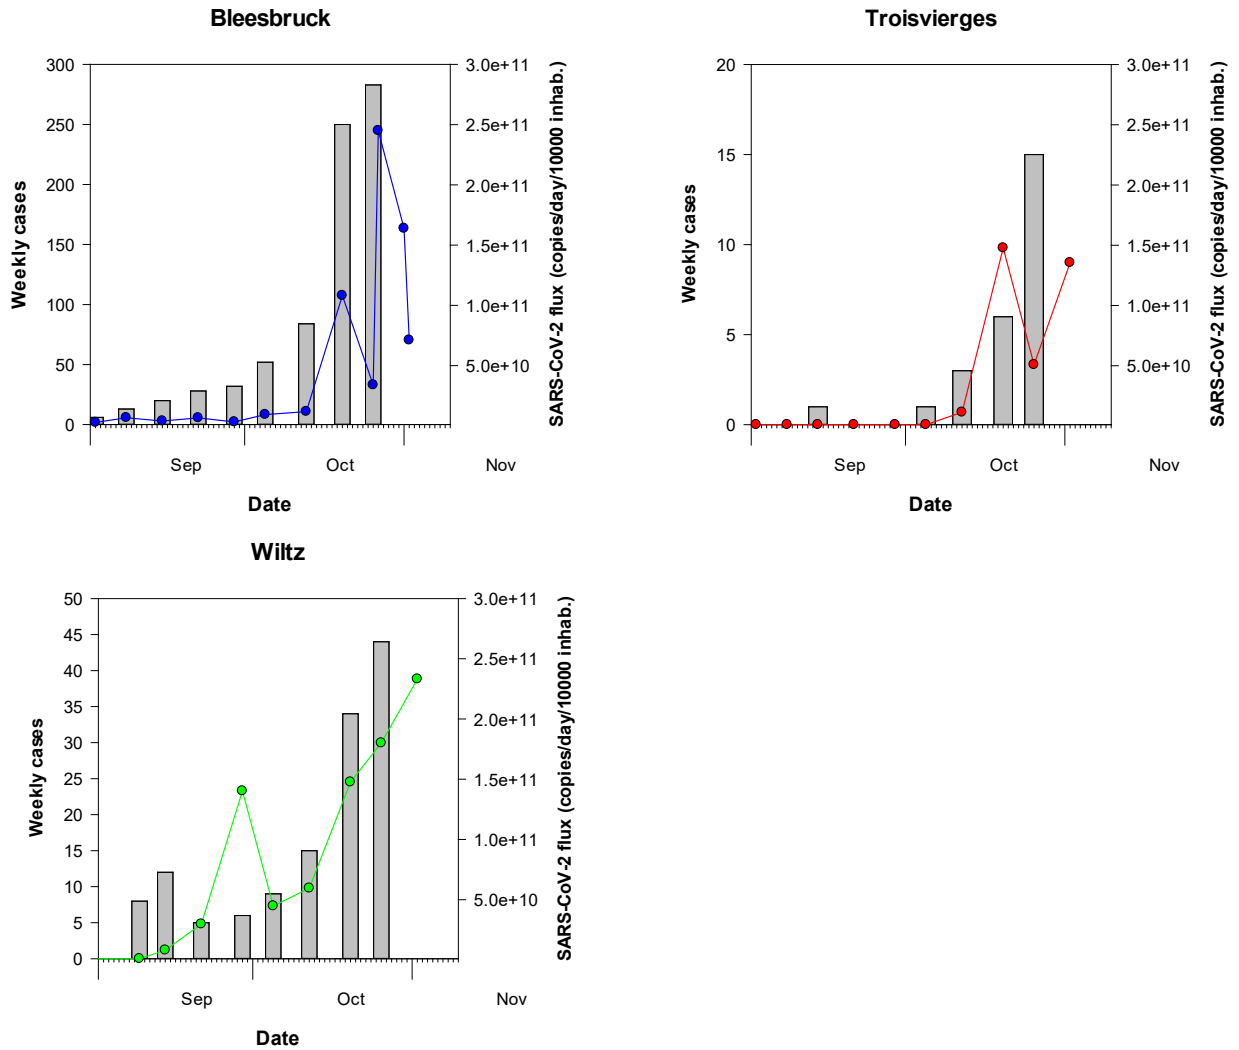 Bleesbruck
300
250
200
150
100
50
0
Weekly cases
3.0e+11
2.5e+11
2.0e+11
1.5e+11
1.0e+11
5.0e+10
SARS-CoV-2 flux (copies/day/10000 inhab.)
Sep Oct Nov
Date
Troisvierges
20
15
10
5
0
Weekly cases
3.0e+11
2.5e+11
2.0e+11
1.5e+11
1.0e+11
5.0e+10
SARS-CoV-2 flux (copies/day/10000 inhab.)
Sep Oct Nov
Date
Wiltz
50
45
40
35
30
25
20
15
10
5
0
Weekly cases
3.0e+11
2.5e+11
2.0e+11
1.5e+11
1.0e+11
5.0e+10
SARS-CoV-2 flux (copies/day/10000 inhab.)
Sep Oct Nov
Date